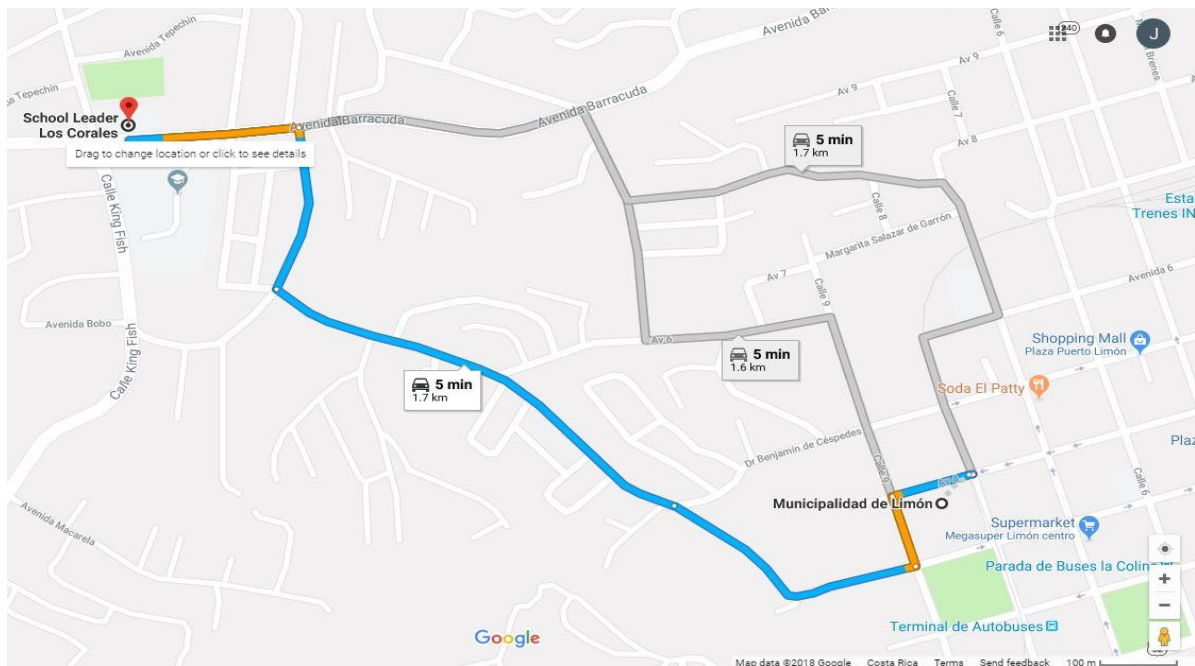 Avenida Tepechin
Tepechin
School Leader
Los Corales
Drag to change location or click to see details
Avenida Barracuda
Avenida Barracuda
Avenida Barracuda
J
Av 9
Av 9
Calle 6
Calle 7
Av 8
5 min
1.7 km
Calle 8
Margarita Salazar de Garrón
Esta
Trenes IN
Avenida 6
Calle King Fish
Av 7
Calle 9
Avenida Bobo
Calle King Fish
Av 6
5 min
1.6 km
Shopping Mall
Plaza Puerto Limón
5 min
1.7 km
Soda El Patty
Dr Benjamin de Céspedes
Plaz
Calle 9
Calle 6
Municipalidad de Limón
Avenida Macarela
Supermarket
Megasuper Limón centro
Parada de Buses la Colina
Terminal de Autobuses
Google
Map data ©2018 Google Costa Rica Terms Send feedback 100 m